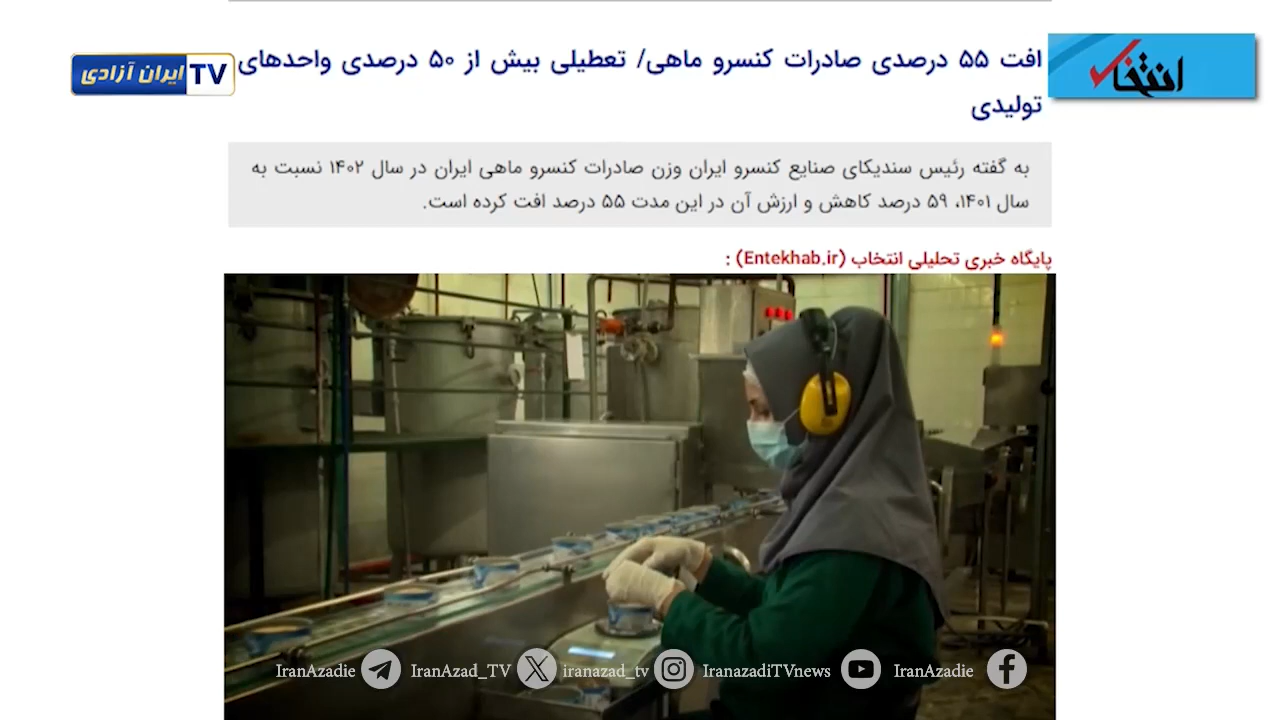 افت ۵۵ درصدی صادرات کنسرو ماهی/ تعطیلی بیش از ۵۰ درصدی واحدهای
تولیدی
انتخاب
ایران آزادی TV
به گفته رئیس سندیکای صنایع کنسرو ایران وزن صادرات کنسرو ماهی ایران در سال ۱۴۰۲ نسبت به
سال ۱۴۰۱، ۵۹ درصد کاهش و ارزش آن در این مدت ۵۵ درصد افت کرده است.
پایگاه خبری تحلیلی انتخاب (Entekhab.ir) :
IranAzadie IranAzad_TV iranazad_tv IranazadiTVnews IranAzadie